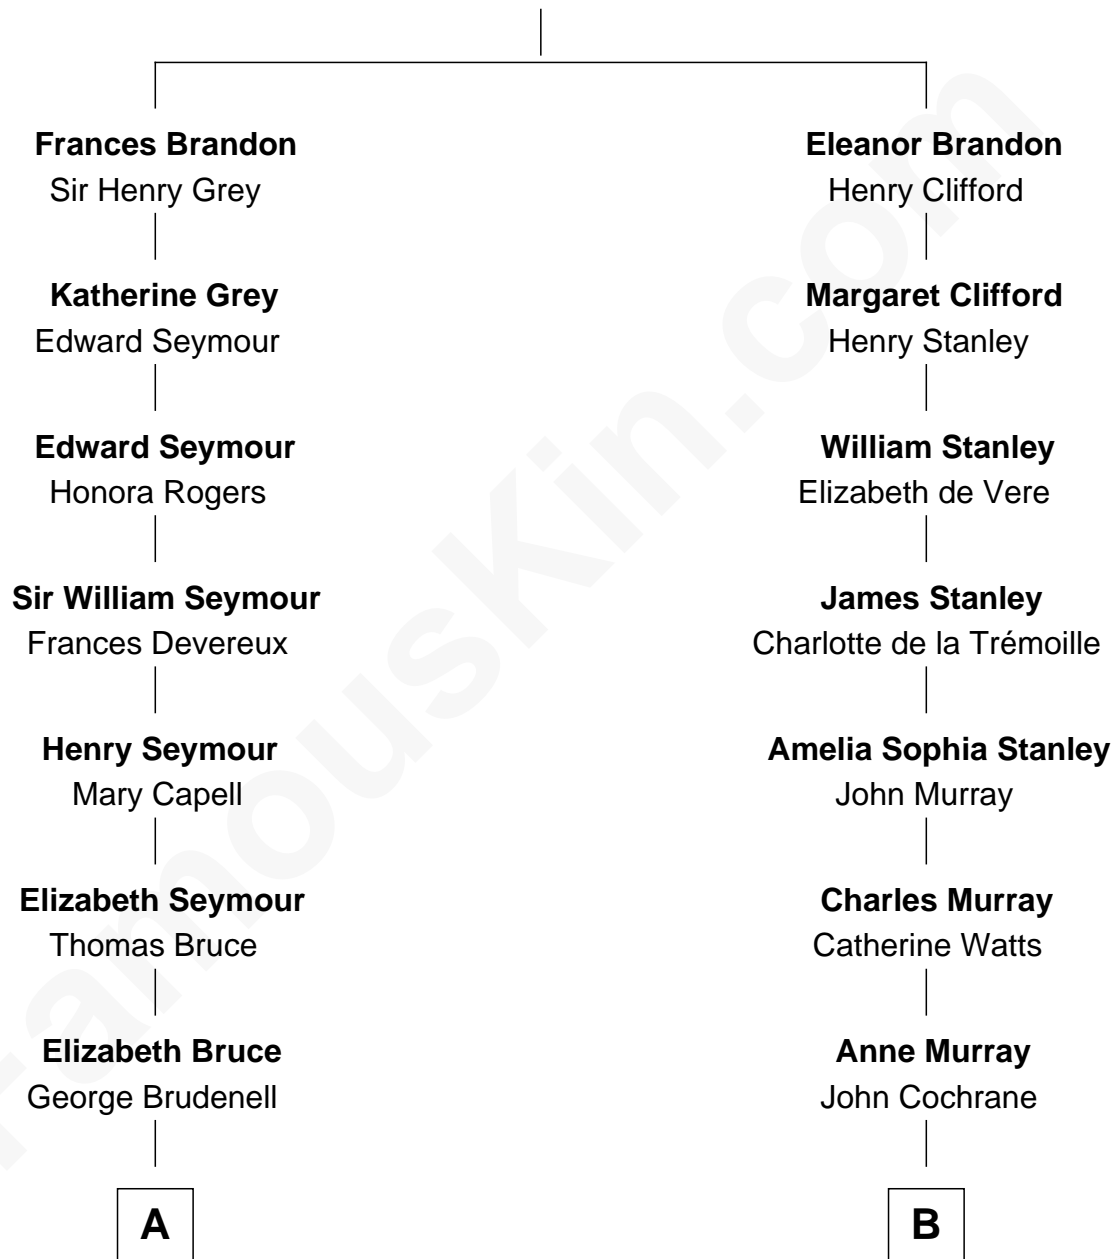 Frances Brandon
Sir Henry Grey
Katherine Grey
Edward Seymour
Edward Seymour
Honora Rogers
Sir William Seymour
Frances Devereux
Henry Seymour
Mary Capell
Elizabeth Seymour
Thomas Bruce
Elizabeth Bruce
George Brudenell
A
Eleanor Brandon
Henry Clifford
Margaret Clifford
Henry Stanley
William Stanley
Elizabeth de Vere
James Stanley
Charlotte de la Trémoille
Amelia Sophia Stanley
John Murray
Charles Murray
Catherine Watts
Anne Murray
John Cochrane
B
FamousKin.com